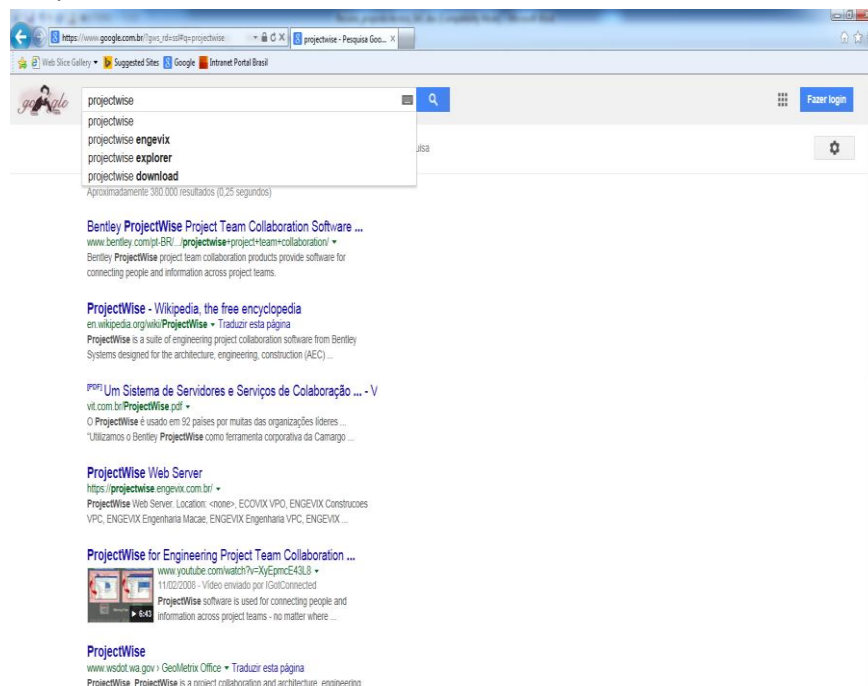 https://www.google.com.br/?gws_rd=ssl#q=projectwise
projectwise - Pesquisa Goo...
Web Slice Gallery
Suggested Sites
Google
Intranet Portal Brasil
projectwise
Fazer login
projectwise
projectwise engevix
projectwise explorer
projectwise download
uisa
Aproximadamente 380.000 resultados (0,25 segundos)
Bentley ProjectWise Project Team Collaboration Software ...
www.bentley.com/pt-BR/.../projectwise+project+team+collaboration/
Bentley ProjectWise project team collaboration products provide software for
connecting people and information across project teams.
ProjectWise - Wikipedia, the free encyclopedia
en.wikipedia.org/wiki/ProjectWise Traduzir esta página
ProjectWise is a suite of engineering project collaboration software from Bentley
Systems designed for the architecture, engineering, construction (AEC) ...
[PDF] Um Sistema de Servidores e Serviços de Colaboração ... - V
vit.com.br/ProjectWise.pdf
O ProjectWise é usado em 92 países por muitas das organizações líderes ...
"Utilizamos o Bentley ProjectWise como ferramenta corporativa da Camargo ...
ProjectWise Web Server
https://projectwise.engevix.com.br/
ProjectWise Web Server. Location: <none>, ECOVIX VPO, ENGEVIX Construcoes
VPC, ENGEVIX Engenharia Macae, ENGEVIX Engenharia VPC, ENGEVIX ...
ProjectWise for Engineering Project Team Collaboration ...
www.youtube.com/watch?v=XyEpmcE43L8
11/02/2008 - Vídeo enviado por IGotConnected
ProjectWise software is used for connecting people and
6:43 information across project teams - no matter where ...
ProjectWise
www.wsdot.wa.gov › GeoMetrix Office Traduzir esta página
ProjectWise. ProjectWise is a project collaboration and architecture, engineering